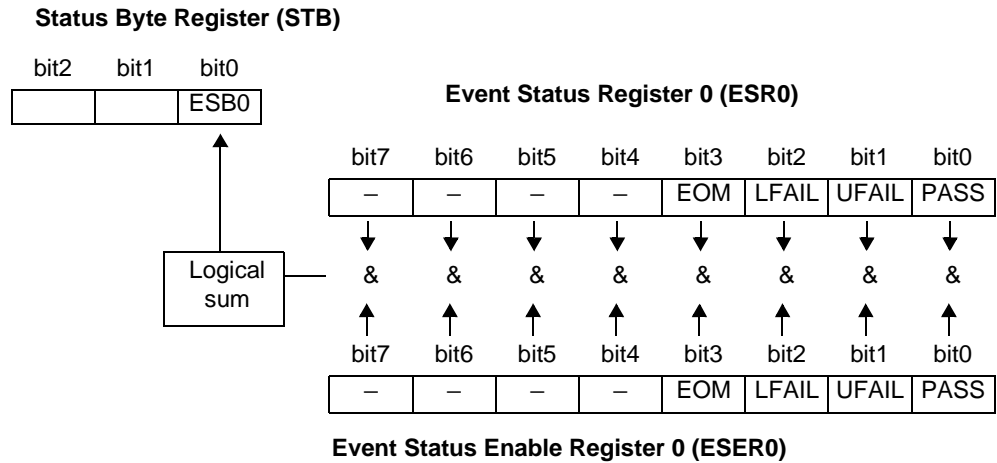 Status Byte Register (STB)
bit2 bit1 bit0
ESB0
Event Status Register 0 (ESR0)
bit7 bit6 bit5 bit4 bit3 bit2 bit1 bit0
– – – – EOM LFAIL UFAIL PASS
Logical
sum
& & & & & & & &
bit7 bit6 bit5 bit4 bit3 bit2 bit1 bit0
– – – – EOM LFAIL UFAIL PASS
Event Status Enable Register 0 (ESER0)